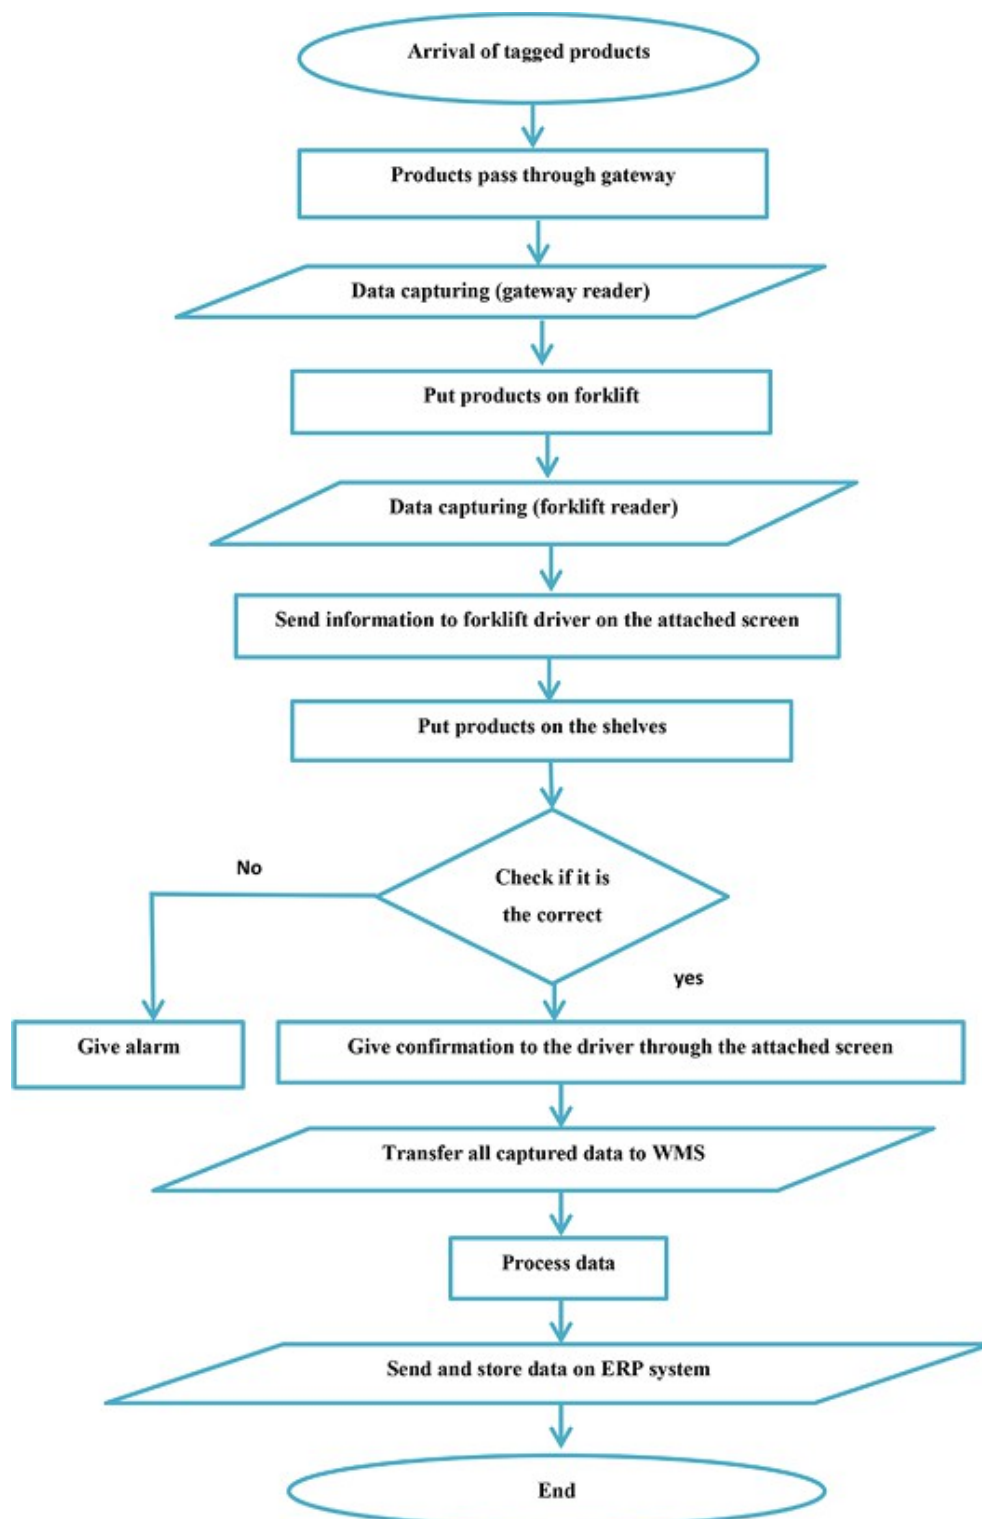 Arrival of tagged products
Products pass through gateway
Data capturing (gateway reader)
Put products on forklift
Data capturing (forklift reader)
Send information to forklift driver on the attached screen
Put products on the shelves
Check if it is
the correct
No
yes
Give alarm
Give confirmation to the driver through the attached screen
Transfer all captured data to WMS
Process data
Send and store data on ERP system
End